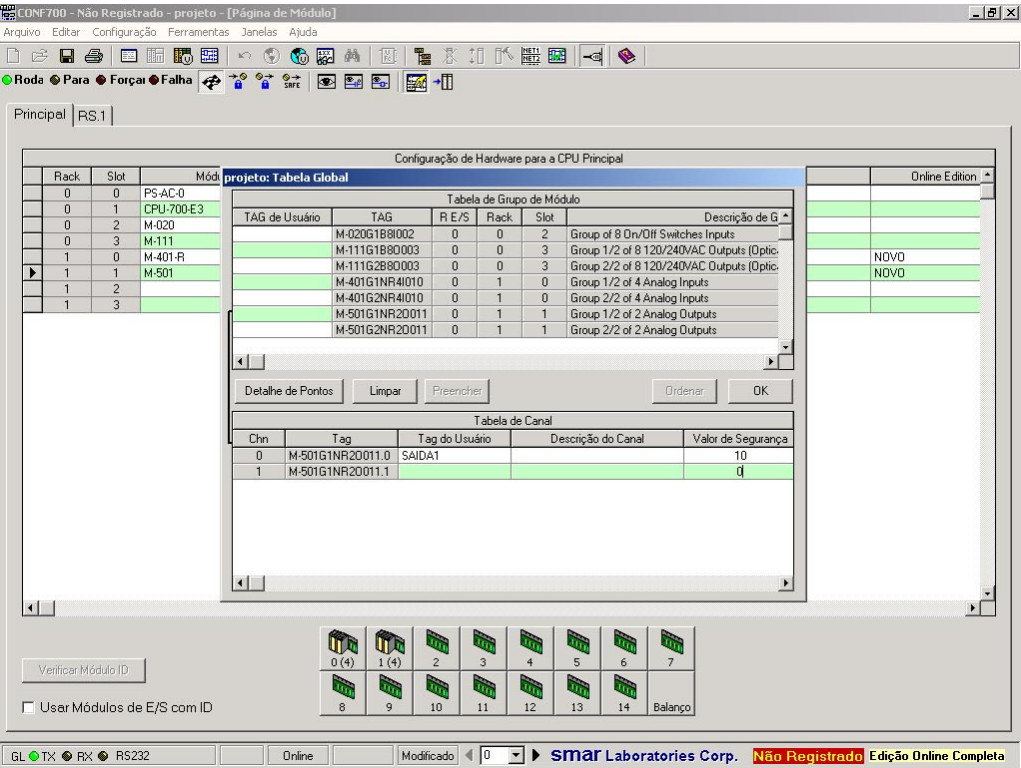 CONF700 - Não Registrado - projeto - [Página de Módulo]
Arquivo Editar Configuração Ferramentas Janelas Ajuda
Roda Para Forçar Falha SAFE
Principal RS.1
Configuração de Hardware para a CPU Principal
Rack Slot Módu Online Edition
0 0 PS-AC-0
0 1 CPU-700-E3
0 2 M-020
0 3 M-111
1 0 M-401-R NOVO
1 1 M-501 NOVO
1 2
1 3
projeto: Tabela Global
Tabela de Grupo de Módulo
TAG de Usuário TAG R E/S Rack Slot Descrição de G
M-020G1B8I002 0 0 2 Group of 8 On/Off Switches Inputs
M-111G1B8O003 0 0 3 Group 1/2 of 8 120/240VAC Outputs (Optic-
M-111G2B8O003 0 0 3 Group 2/2 of 8 120/240VAC Outputs (Optic-
M-401G1NR4I010 0 1 0 Group 1/2 of 4 Analog Inputs
M-401G2NR4I010 0 1 0 Group 2/2 of 4 Analog Inputs
M-501G1NR2O011 0 1 1 Group 1/2 of 2 Analog Outputs
M-501G2NR2O011 0 1 1 Group 2/2 of 2 Analog Outputs
Detalhe de Pontos Limpar Preencher Ordenar OK
Tabela de Canal
Chn Tag Tag do Usuário Descrição do Canal Valor de Segurança
0 M-501G1NR2O011.0 SAIDA1 10
1 M-501G1NR2O011.1 0
0 (4) 1 (4) 2 3 4 5 6 7
8 9 10 11 12 13 14 Balanço
Verificar Módulo ID
Usar Módulos de E/S com ID
GL TX RX RS232 Online Modificado 0 smar Laboratories Corp. Não Registrado Edição Online Completa